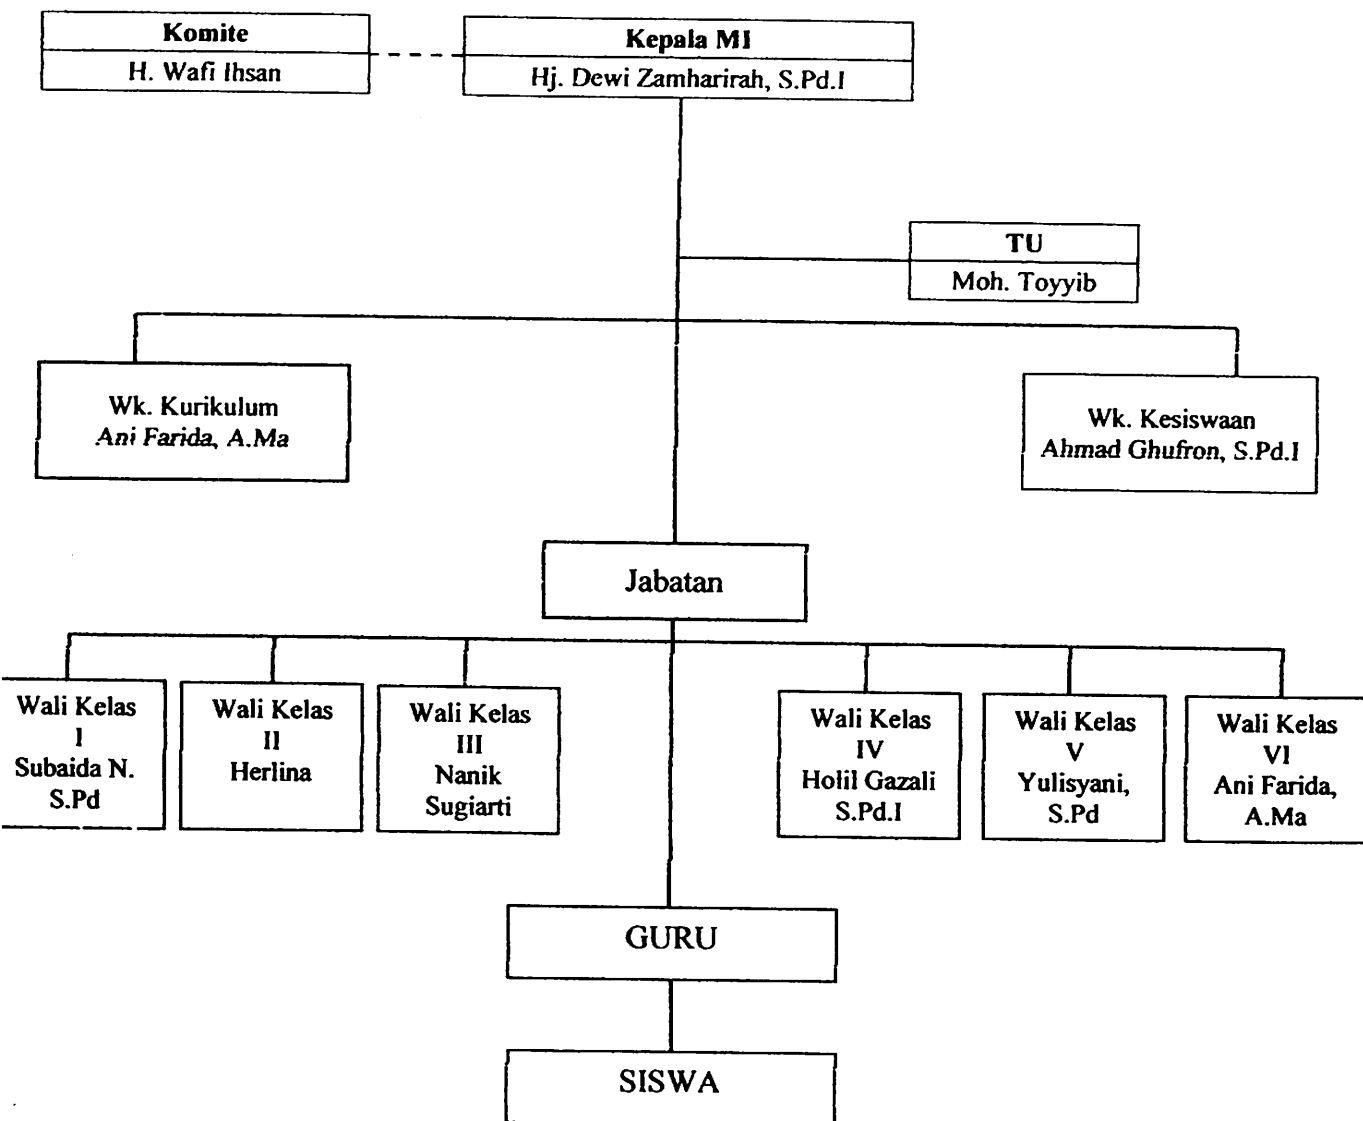 Komite
H. Wafi Ihsan
Kepala MI
Hj. Dewi Zamharirah, S.Pd.I
TU
Moh. Toyyib
Wk. Kurikulum
Ani Farida, A.Ma
Wk. Kesiswaan
Ahmad Ghufron, S.Pd.I
Jabatan
Wali Kelas
I
Subaida N.
S.Pd
Wali Kelas
II
Herlina
Wali Kelas
III
Nanik
Sugiarti
Wali Kelas
IV
Holil Gazali
S.Pd.I
Wali Kelas
V
Yulisyani,
S.Pd
Wali Kelas
VI
Ani Farida,
A.Ma
GURU
SISWA